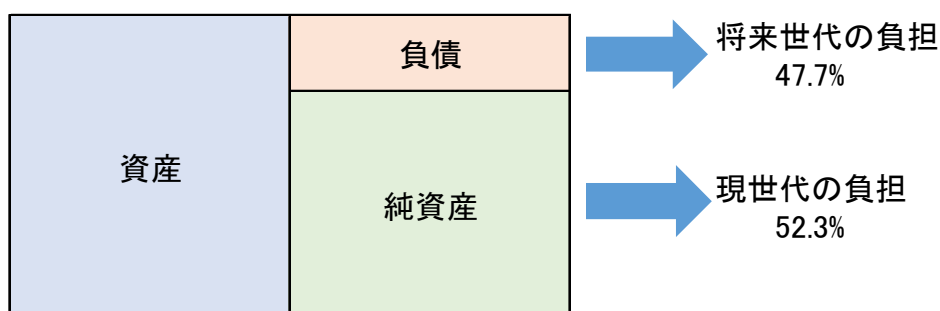 資産
負債
純資産
将来世代の負担
47.7%
現世代の負担
52.3%